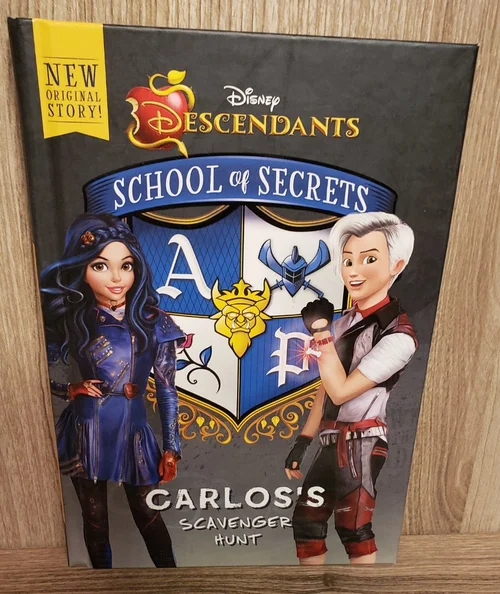 NEW
ORIGINAL
STORY!
Disney
DESCENDANTS
SCHOOL of SECRETS
A
P
CARLOS'S
SCAVENGER
HUNT